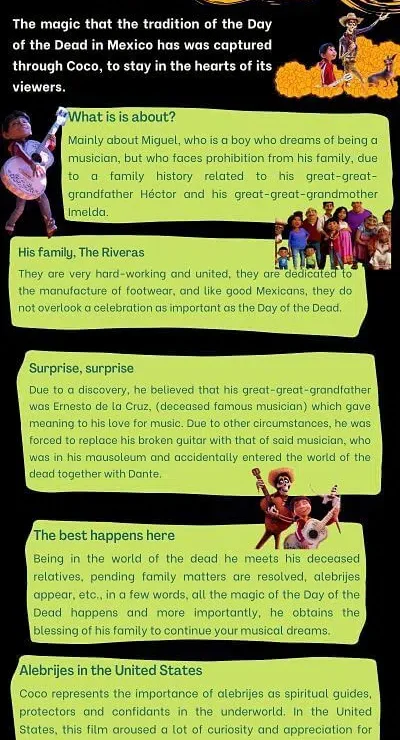 The magic that the tradition of the Day
of the Dead in Mexico has was captured
through Coco, to stay in the hearts of its
viewers.
What is is about?
Mainly about Miguel, who is a boy who dreams of being a
musician, but who faces prohibition from his family, due
to a family history related to his great-great-
grandfather Héctor and his great-great-grandmother
Imelda.
His family, The Riveras
They are very hard-working and united, they are dedicated to
the manufacture of footwear, and like good Mexicans, they do
not overlook a celebration as important as the Day of the Dead.
Surprise, surprise
Due to a discovery, he believed that his great-great-grandfather
was Ernesto de la Cruz, (deceased famous musician) which gave
meaning to his love for music. Due to other circumstances, he was
forced to replace his broken guitar with that of said musician, who
was in his mausoleum and accidentally entered the world of the
dead together with Dante.
The best happens here
Being in the world of the dead he meets his deceased
relatives, pending family matters are resolved, alebrijes
appear, etc., in a few words, all the magic of the Day of the
Dead happens and more importantly, he obtains the
blessing of his family to continue your musical dreams.
Alebrijes in the United States
Coco represents the importance of alebrijes as spiritual guides,
protectors and confidants in the underworld. In the United
States, this film aroused a lot of curiosity and appreciation for